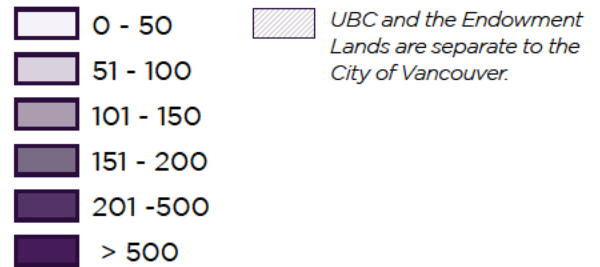 0 - 50
51 - 100
101 - 150
151 - 200
201 -500
> 500
UBC and the Endowment
Lands are separate to the
City of Vancouver.